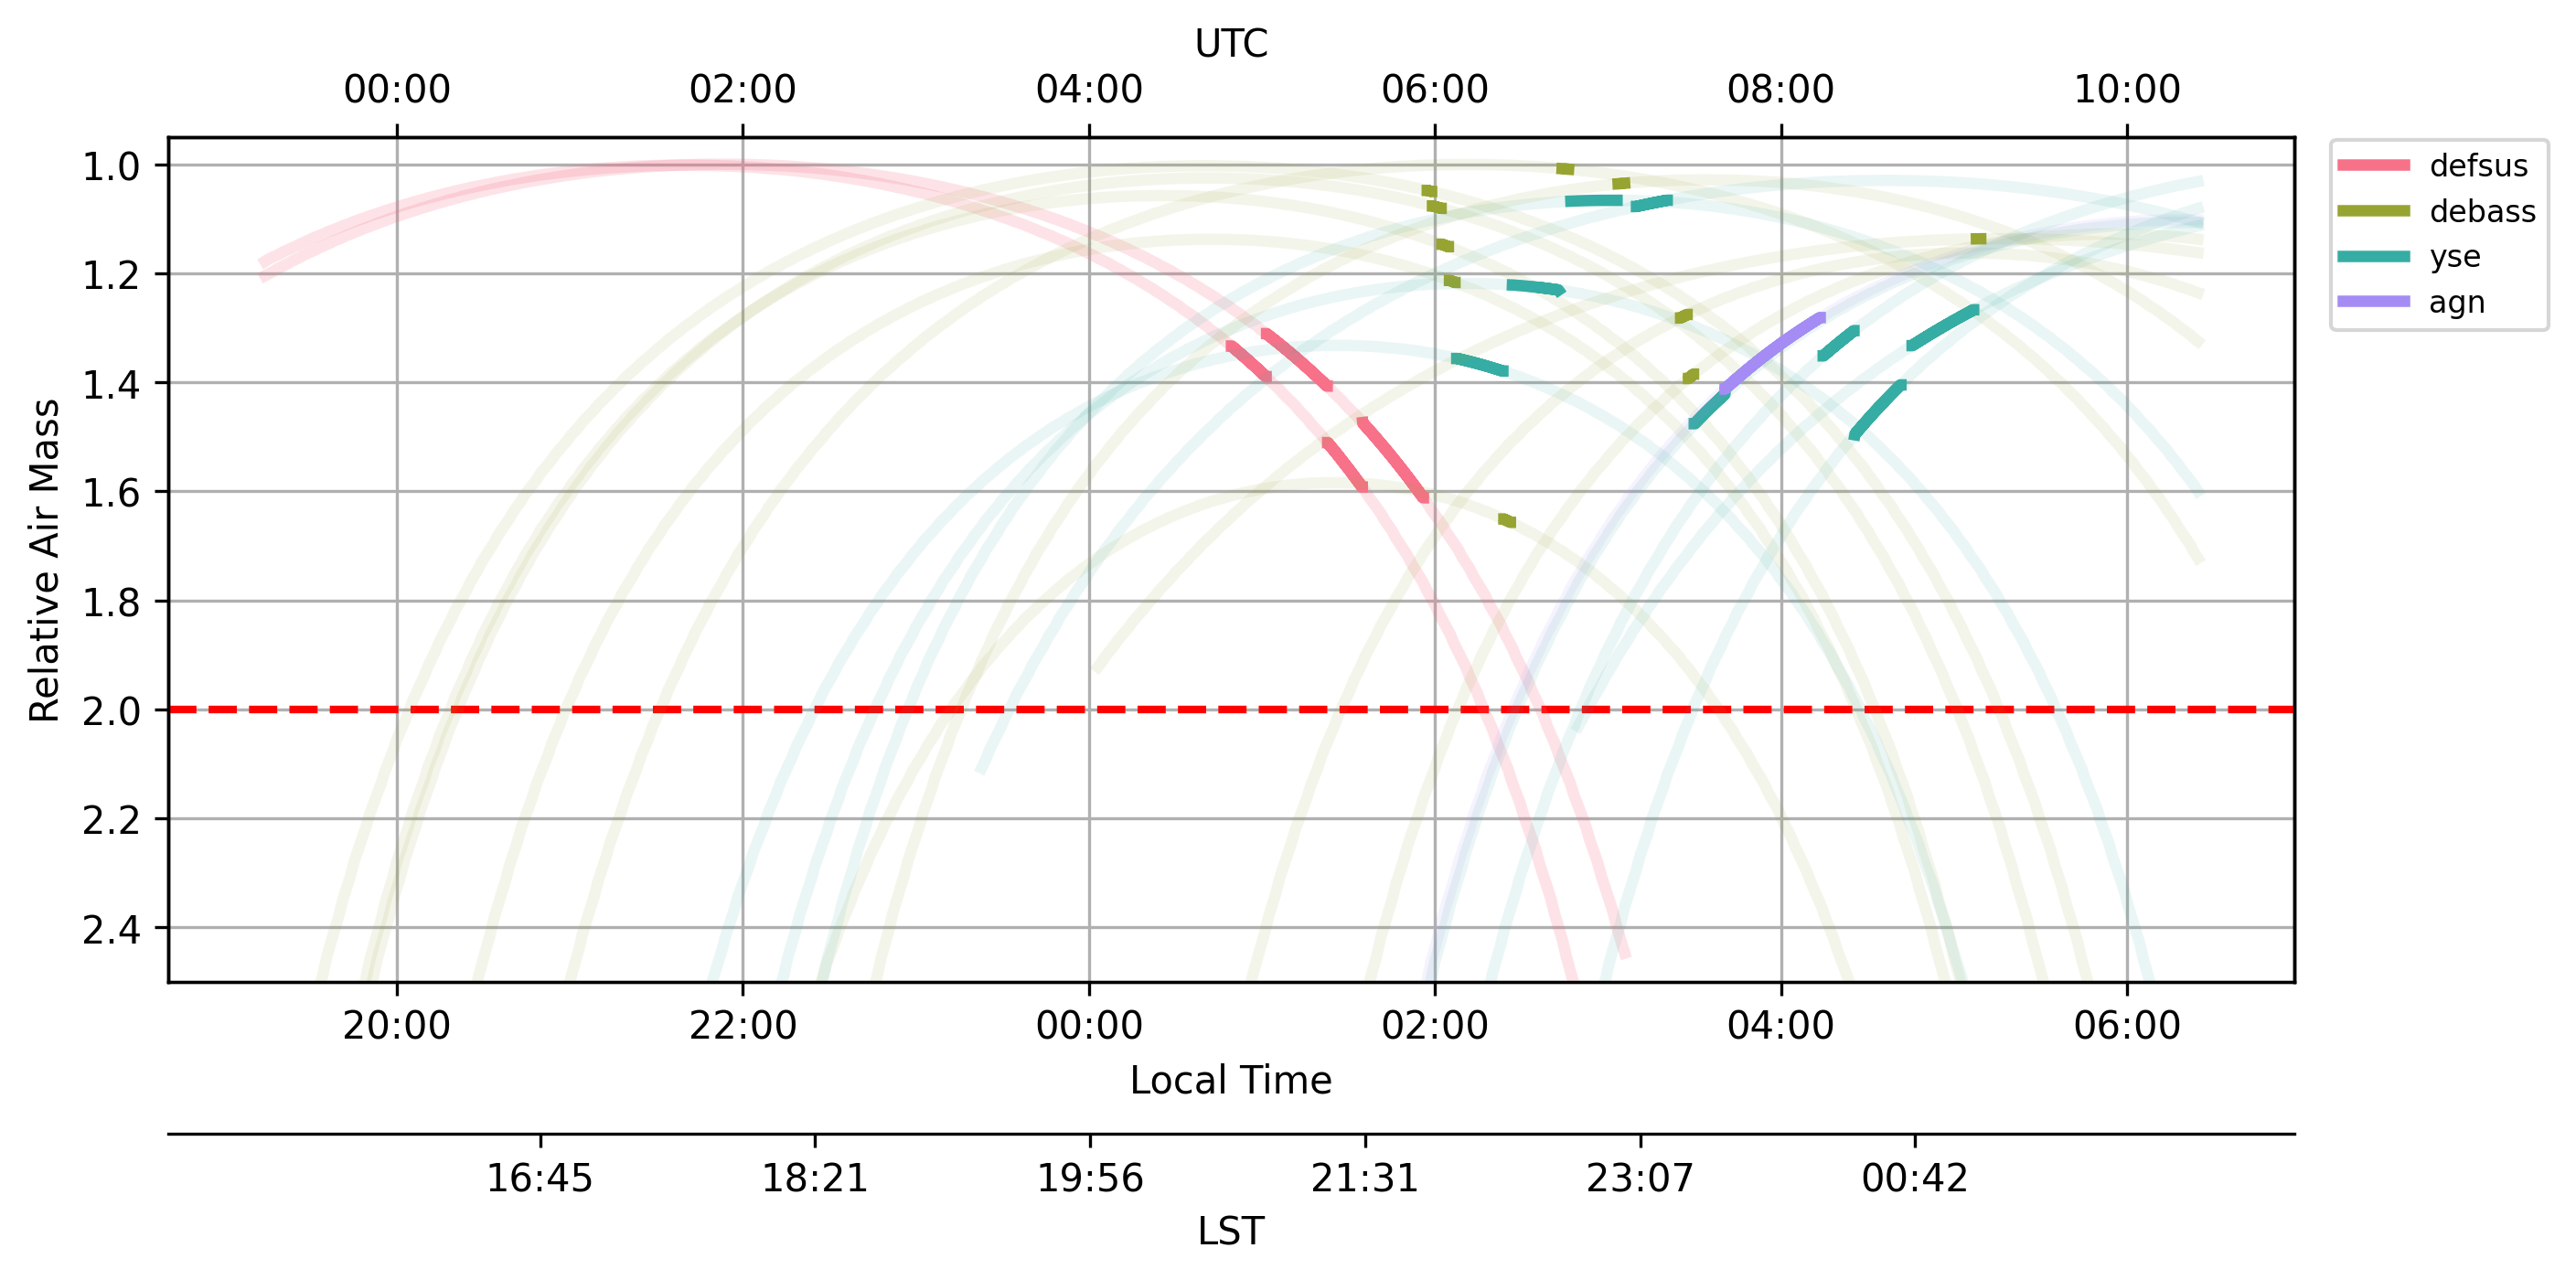 UTC
00:00 02:00 04:00 06:00 08:00 10:00
defsus
debass
yse
agn
Relative Air Mass
1.0
1.2
1.4
1.6
1.8
2.0
2.2
2.4
20:00 22:00 00:00 02:00 04:00 06:00
Local Time
16:45 18:21 19:56 21:31 23:07 00:42
LST